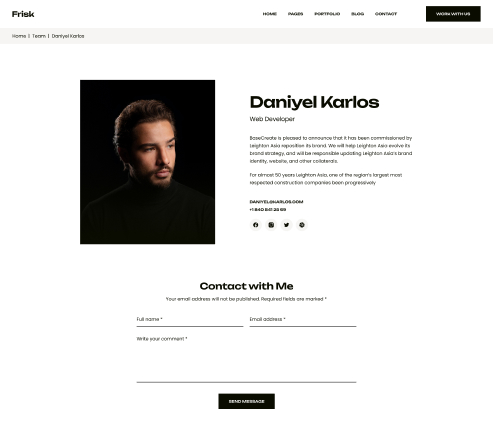 Frisk
HOME PAGES PORTFOLIO BLOG CONTACT WORK WITH US
Home | Team | Daniyel Karlos
Daniyel Karlos
Web Developer
BaseCreate is pleased to announce that it has been commissioned by
Leighton Asia reposition its brand. We will help Leighton Asia evolve its
brand strategy, and will be responsible updating Leighton Asia's brand
identity, website, and other collaterals.
For almost 50 years Leighton Asia, one of the region's largest most
respected construction companies been progressively
DANIYEL@KARLOS.COM
+1 840 841 25 69
Contact with Me
Your email address will not be published. Required fields are marked *
Full name * Email address *
Write your comment *
SEND MESSAGE